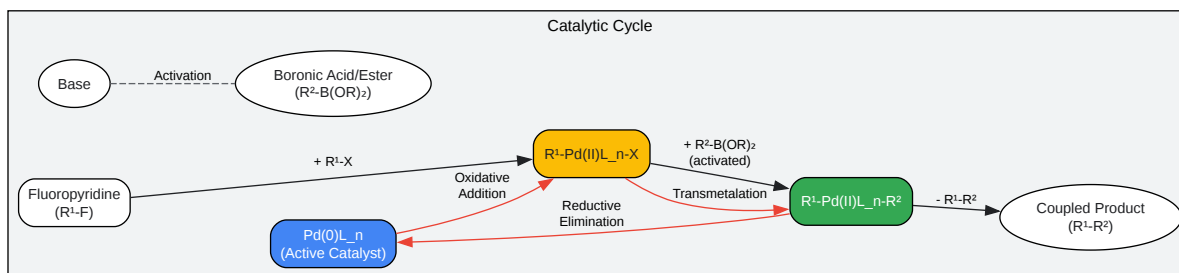 Catalytic Cycle
Base
Activation
Boronic Acid/Ester
(R²-B(OR)₂)
Fluoropyridine
(R¹-F)
+ R¹-X
Pd(0)L_n
(Active Catalyst)
Oxidative
Addition
R¹-Pd(II)L_n-X
+ R²-B(OR)₂
(activated)
Transmetalation
Reductive
Elimination
R¹-Pd(II)L_n-R²
- R¹-R²
Coupled Product
(R¹-R²)